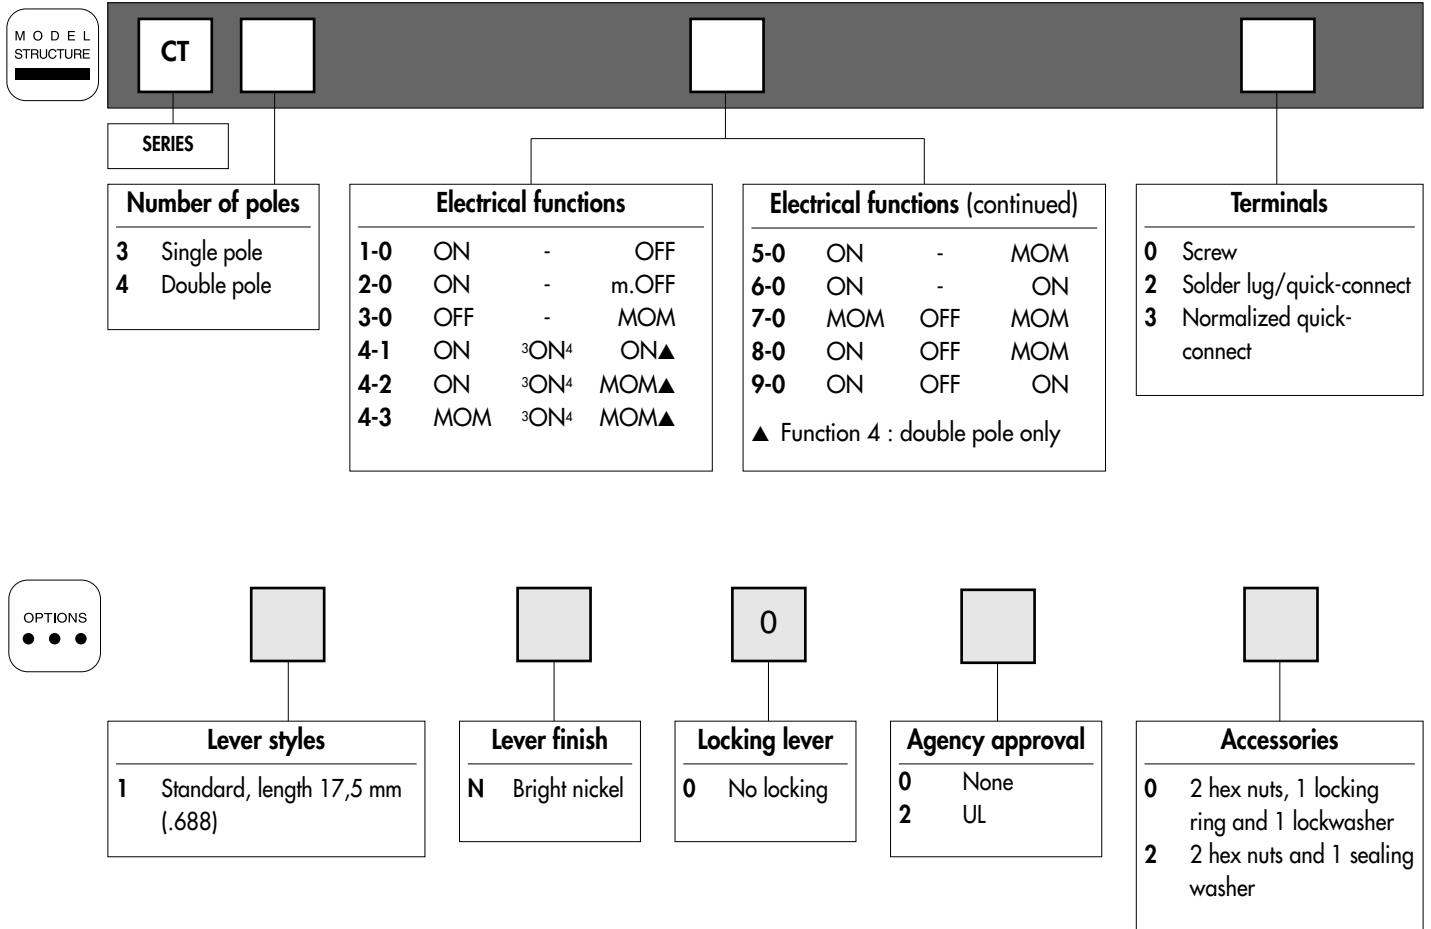 MODEL
STRUCTURE
CT
SERIES
Number of poles
3 Single pole
4 Double pole
Electrical functions
1-0 ON - OFF
2-0 ON - m.OFF
3-0 OFF - MOM
4-1 ON ³ON⁴ ON▲
4-2 ON ³ON⁴ MOM▲
4-3 MOM ³ON⁴ MOM▲
Electrical functions (continued)
5-0 ON - MOM
6-0 ON - ON
7-0 MOM OFF MOM
8-0 ON OFF MOM
9-0 ON OFF ON
▲ Function 4 : double pole only
Terminals
0 Screw
2 Solder lug/quick-connect
3 Normalized quick-
connect
OPTIONS
0
Lever styles
1 Standard, length 17,5 mm
(.688)
Lever finish
N Bright nickel
Locking lever
0 No locking
Agency approval
0 None
2 UL
Accessories
0 2 hex nuts, 1 locking
ring and 1 lockwasher
2 2 hex nuts and 1 sealing
washer